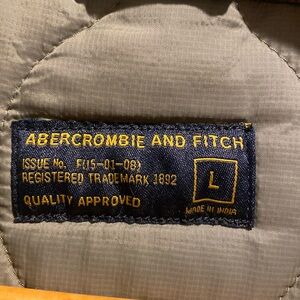 ABERCROMBIE AND FITCH
ISSUE No. F(15-01-08)
REGISTERED TRADEMARK 1892
L
QUALITY APPROVED
MADE IN INDIA